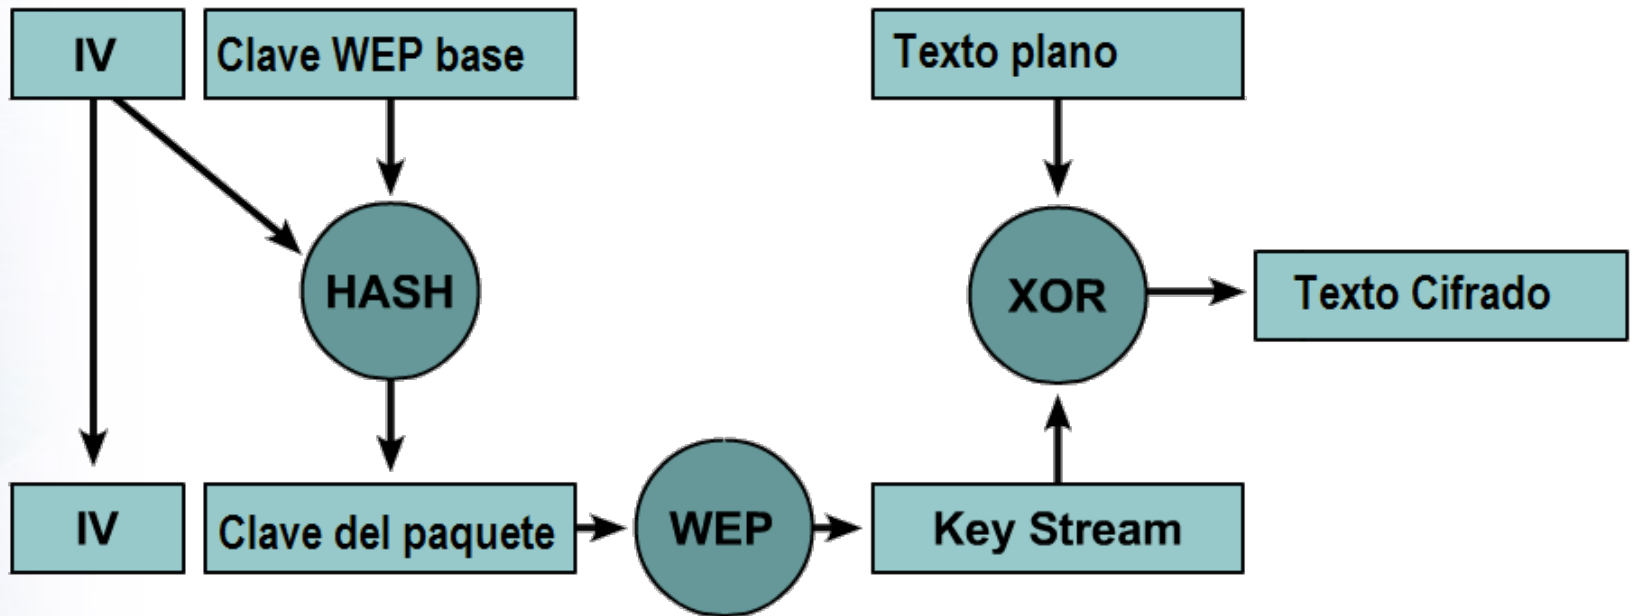 IV
Clave WEP base
Texto plano
HASH
XOR
Texto Cifrado
IV
Clave del paquete
WEP
Key Stream